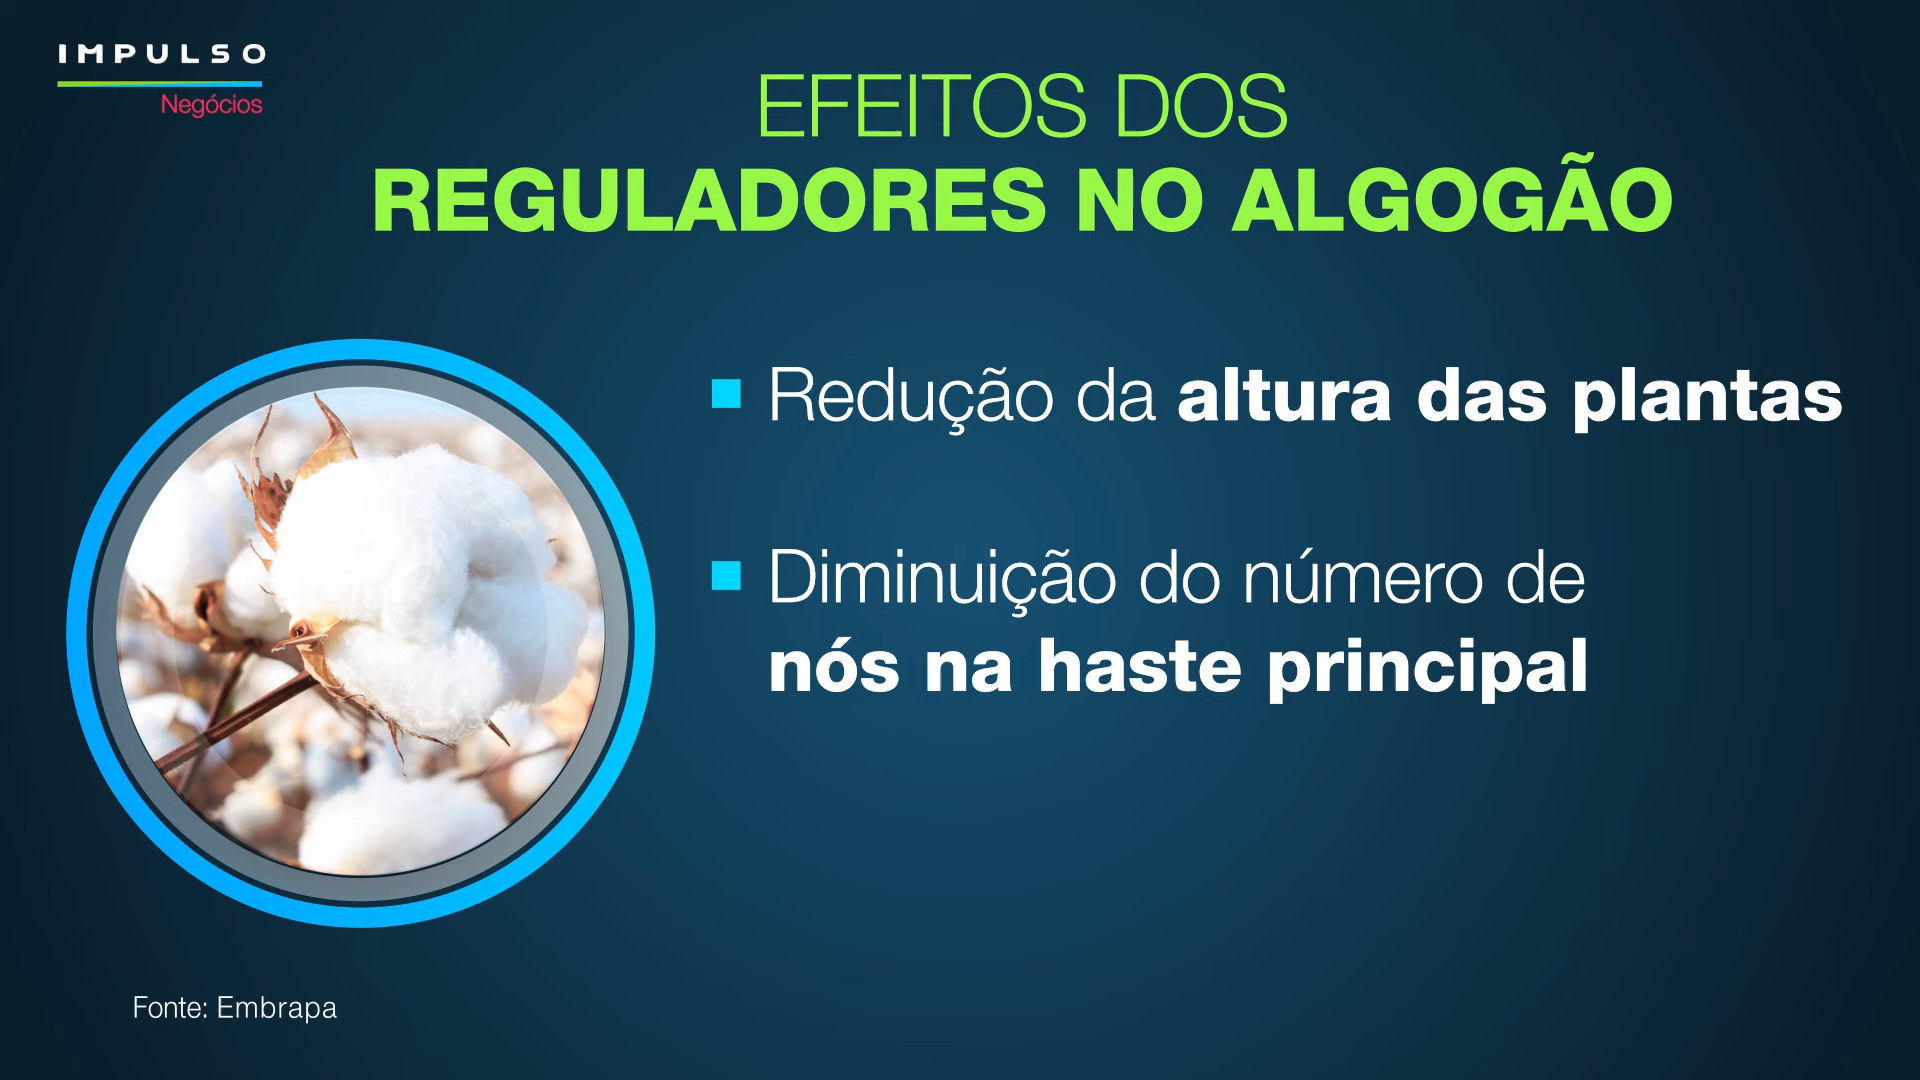 IMPULSO
Negócios
EFEITOS DOS
REGULADORES NO ALGOGÃO
Redução da altura das plantas
Diminuição do número de
nós na haste principal
Fonte: Embrapa